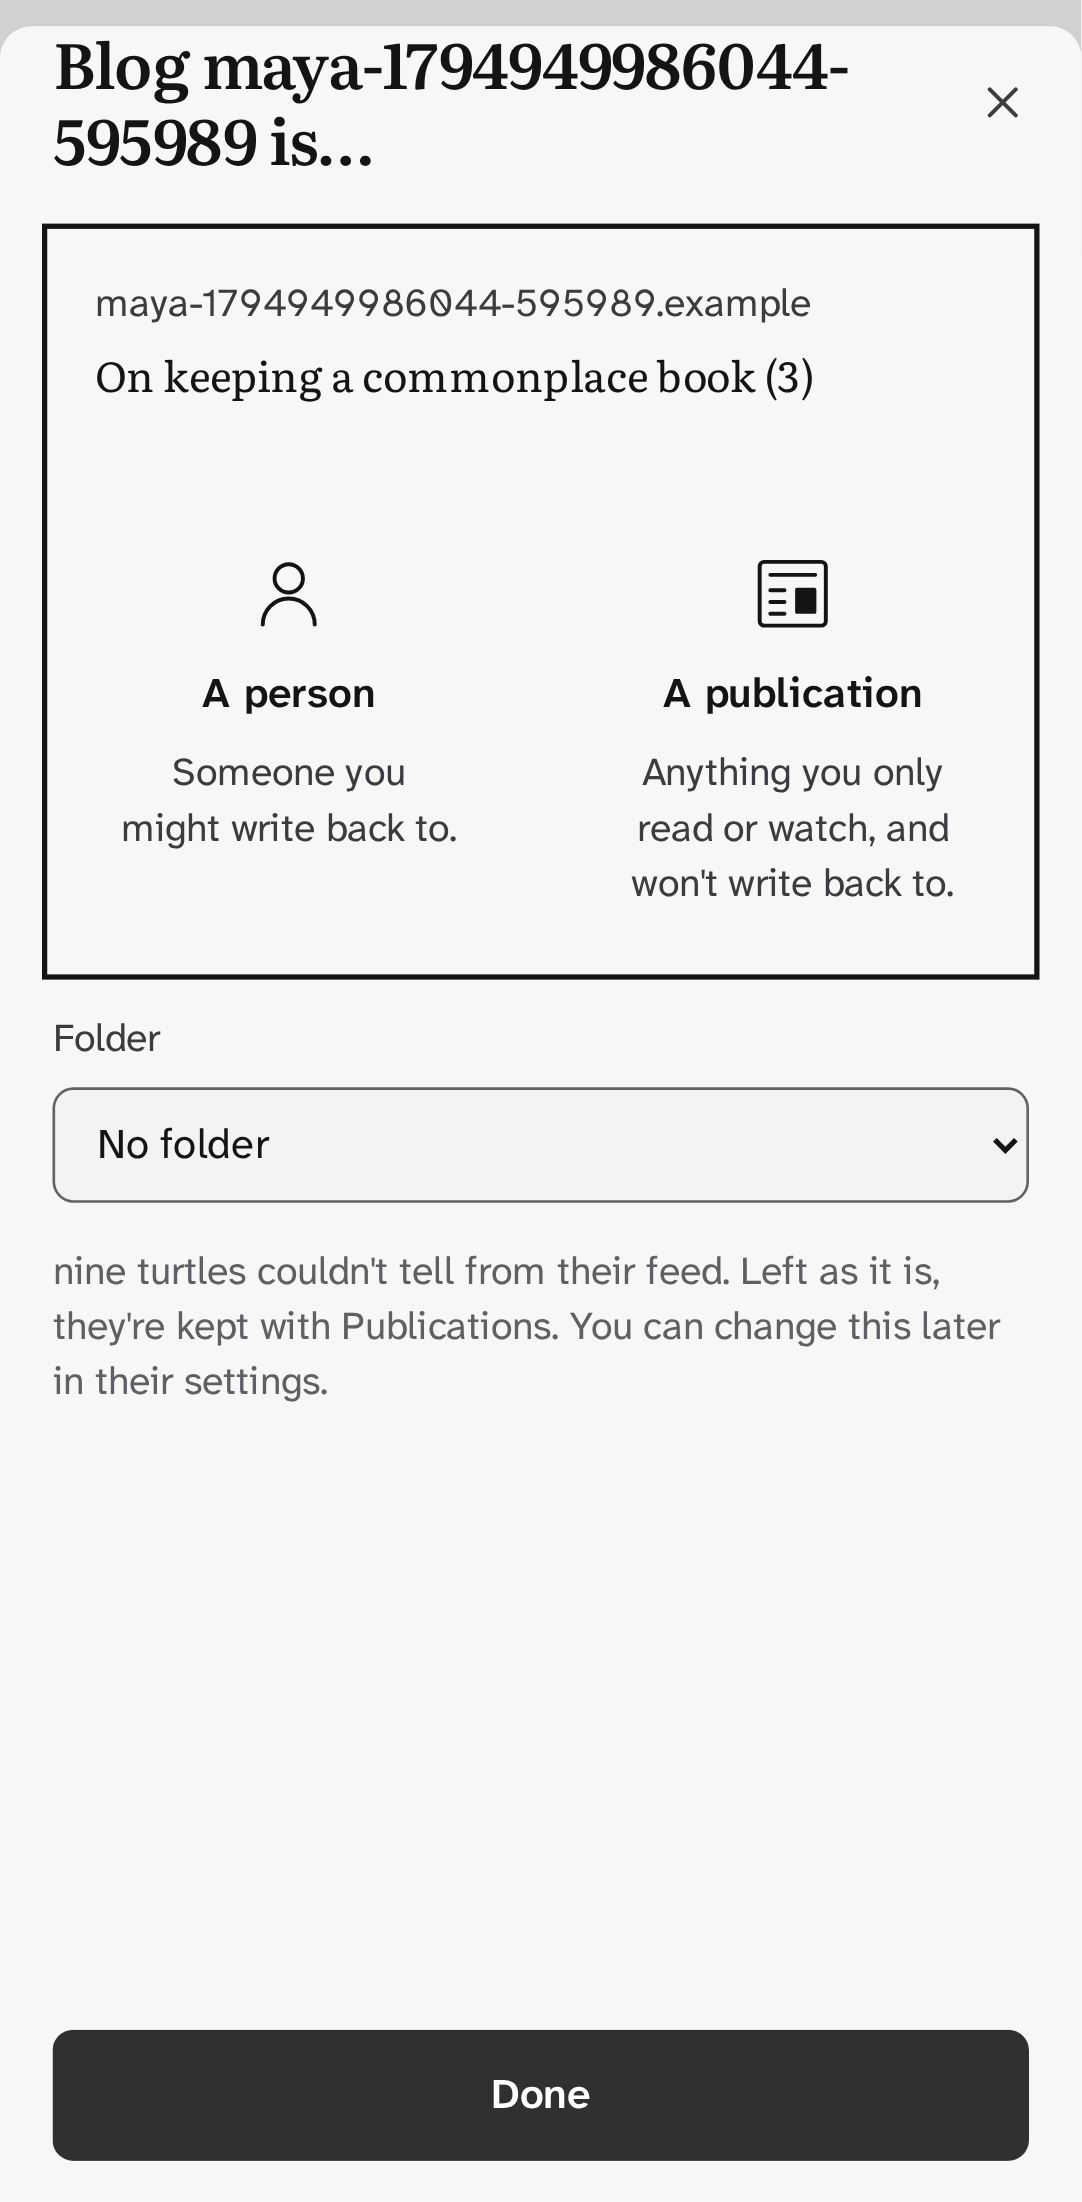 Blog maya-1794949986044-
595989 is...
maya-1794949986044-595989.example
On keeping a commonplace book (3)
A person
Someone you
might write back to.
A publication
Anything you only
read or watch, and
won't write back to.
Folder
No folder
nine turtles couldn't tell from their feed. Left as it is,
they're kept with Publications. You can change this later
in their settings.
Done